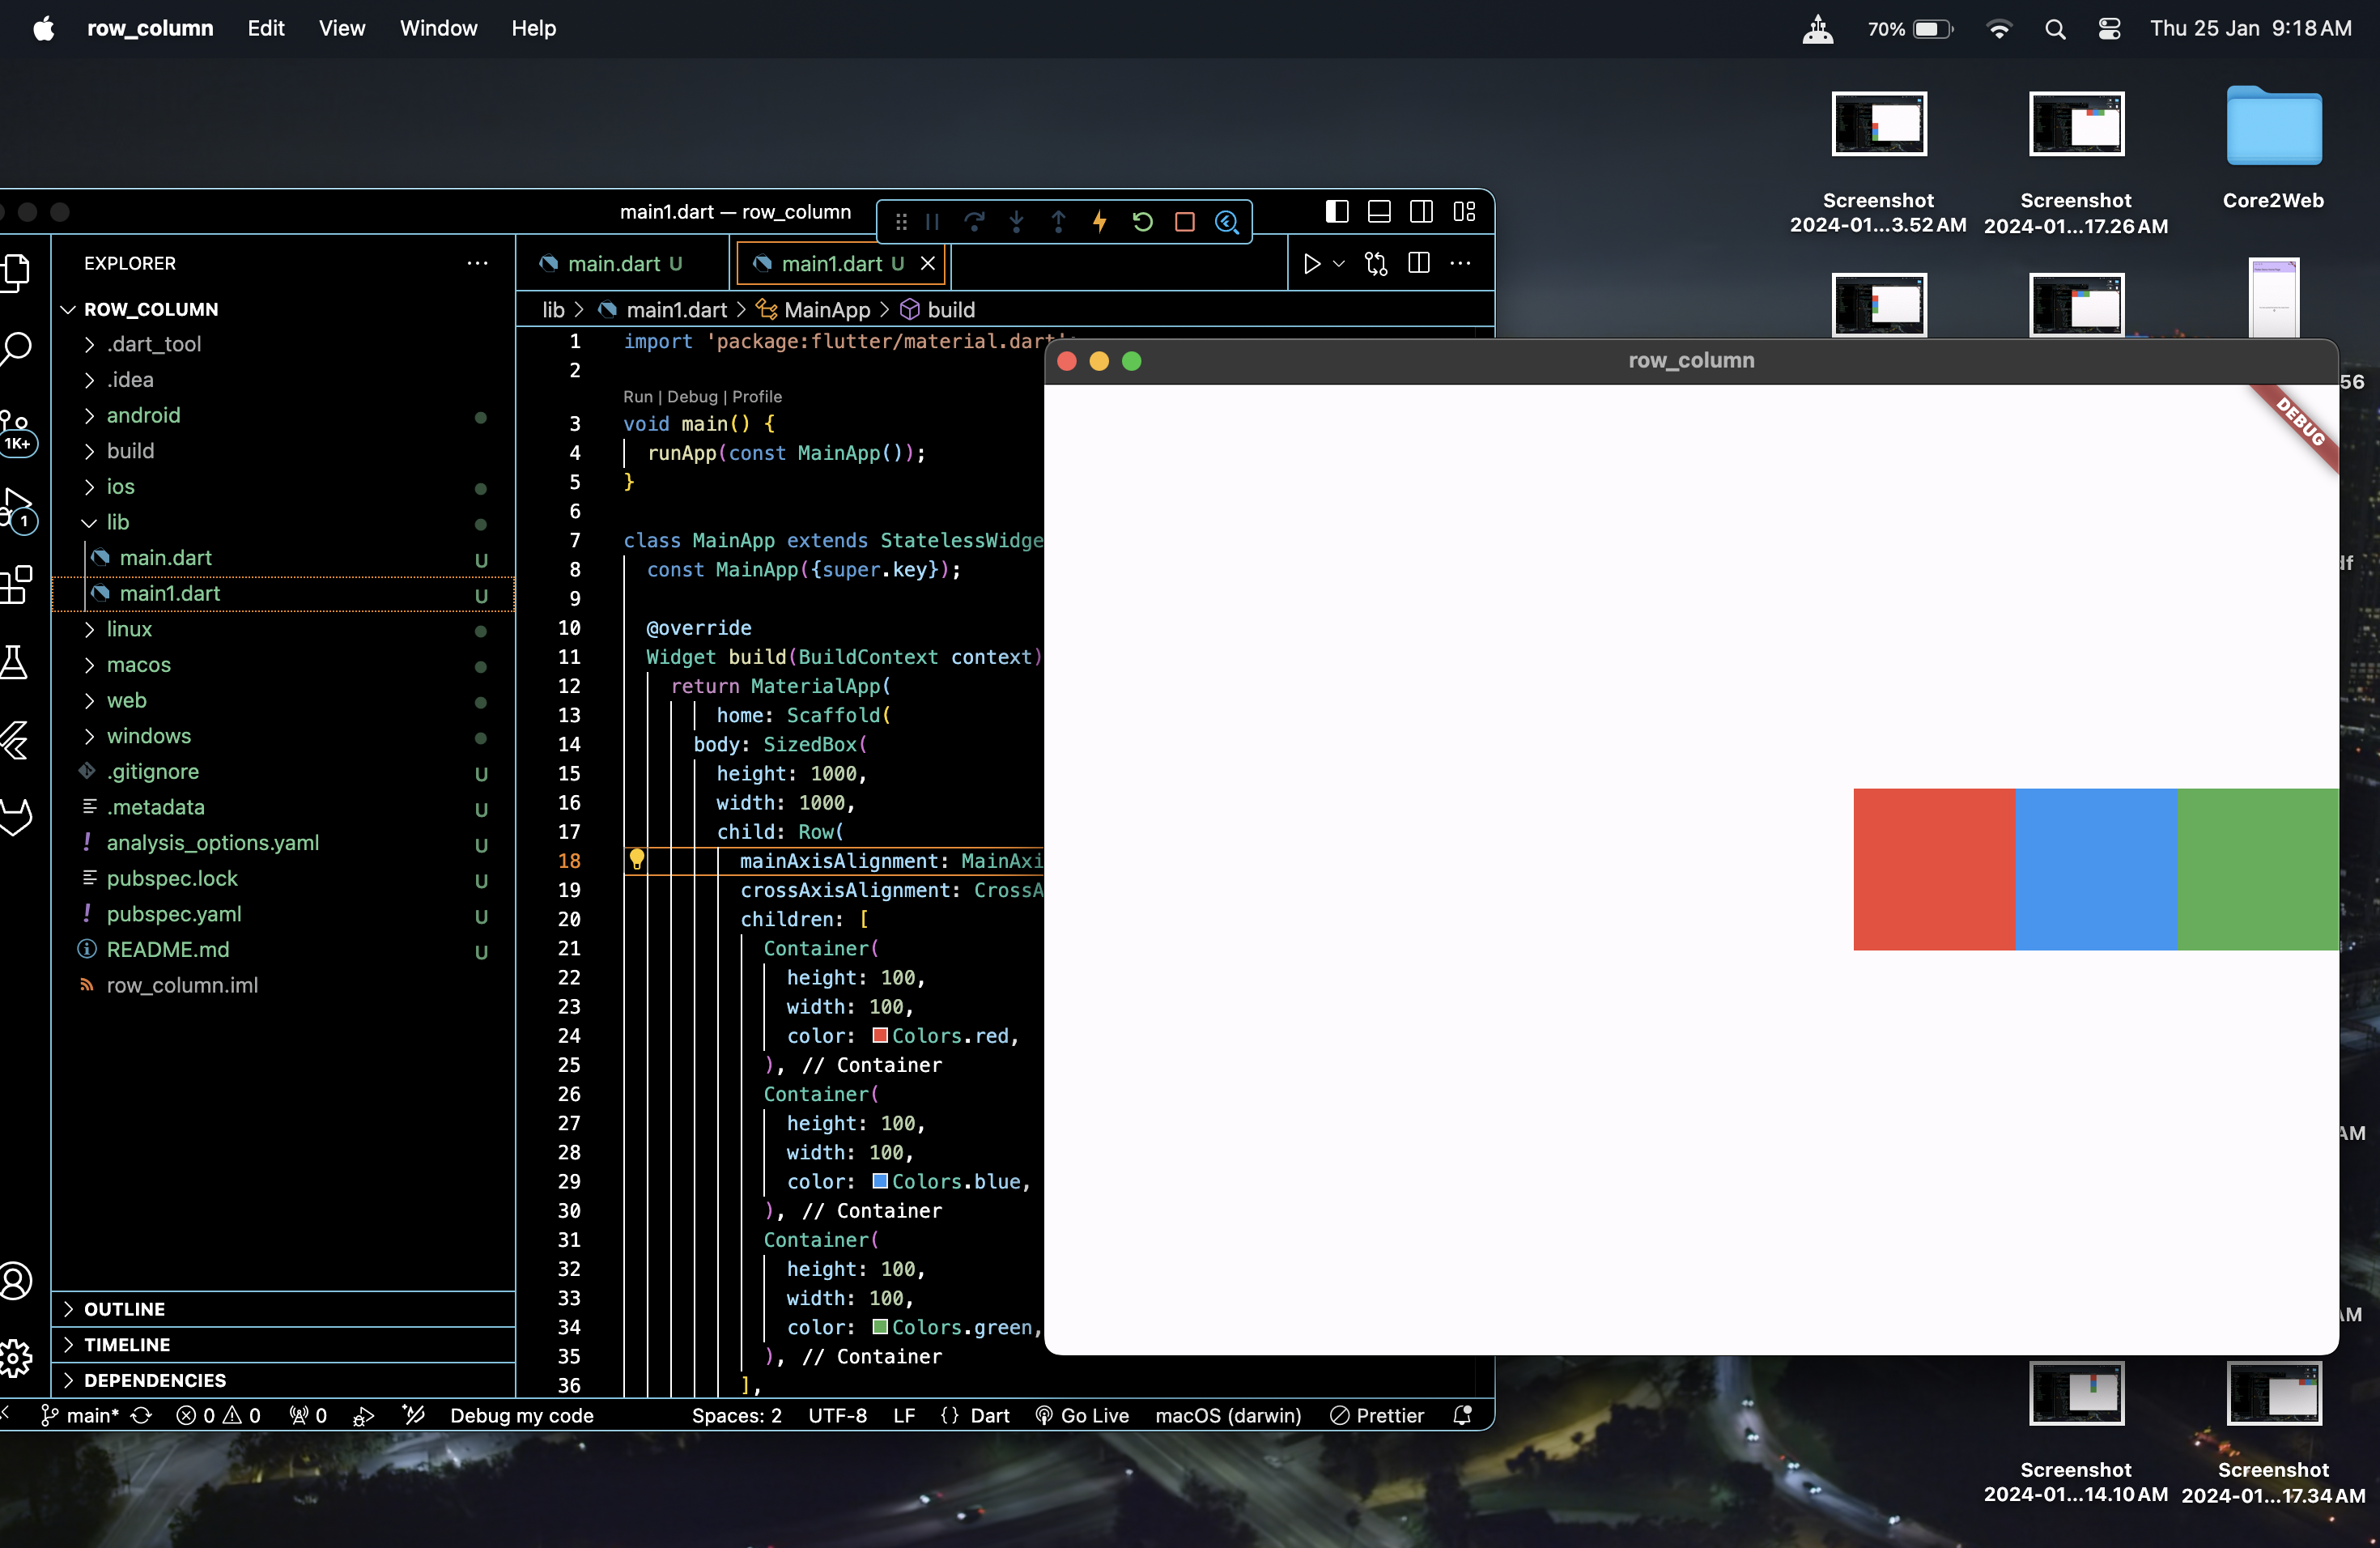 row_column Edit View Window Help
70% Thu 25 Jan 9:18 AM
Screenshot
2024-01...3.52 AM
Screenshot
2024-01...17.26 AM
Core2Web
main1.dart — row_column
EXPLORER
main.dart U
main1.dart U
ROW_COLUMN
lib > main1.dart > MainApp > build
.dart_tool
.idea
android
build
ios
lib
main.dart U
main1.dart U
linux
macos
web
windows
.gitignore U
.metadata U
analysis_options.yaml U
pubspec.lock U
pubspec.yaml U
README.md U
row_column.iml
OUTLINE
TIMELINE
DEPENDENCIES
1K+
1
1 import 'package:flutter/material.dart';
2
Run | Debug | Profile
3 void main() {
4 runApp(const MainApp());
5 }
6
7 class MainApp extends StatelessWidge
8 const MainApp({super.key});
9
10 @override
11 Widget build(BuildContext context)
12 return MaterialApp(
13 home: Scaffold(
14 body: SizedBox(
15 height: 1000,
16 width: 1000,
17 child: Row(
18 mainAxisAlignment: MainAxi
19 crossAxisAlignment: CrossA
20 children: [
21 Container(
22 height: 100,
23 width: 100,
24 color: Colors.red,
25 ), // Container
26 Container(
27 height: 100,
28 width: 100,
29 color: Colors.blue,
30 ), // Container
31 Container(
32 height: 100,
33 width: 100,
34 color: Colors.green,
35 ), // Container
36 ],
row_column
DEBUG
56
df
AM
AM
main* 0 0 0 Debug my code Spaces: 2 UTF-8 LF {} Dart Go Live macOS (darwin) Prettier
Screenshot
2024-01...14.10 AM
Screenshot
2024-01...17.34 AM